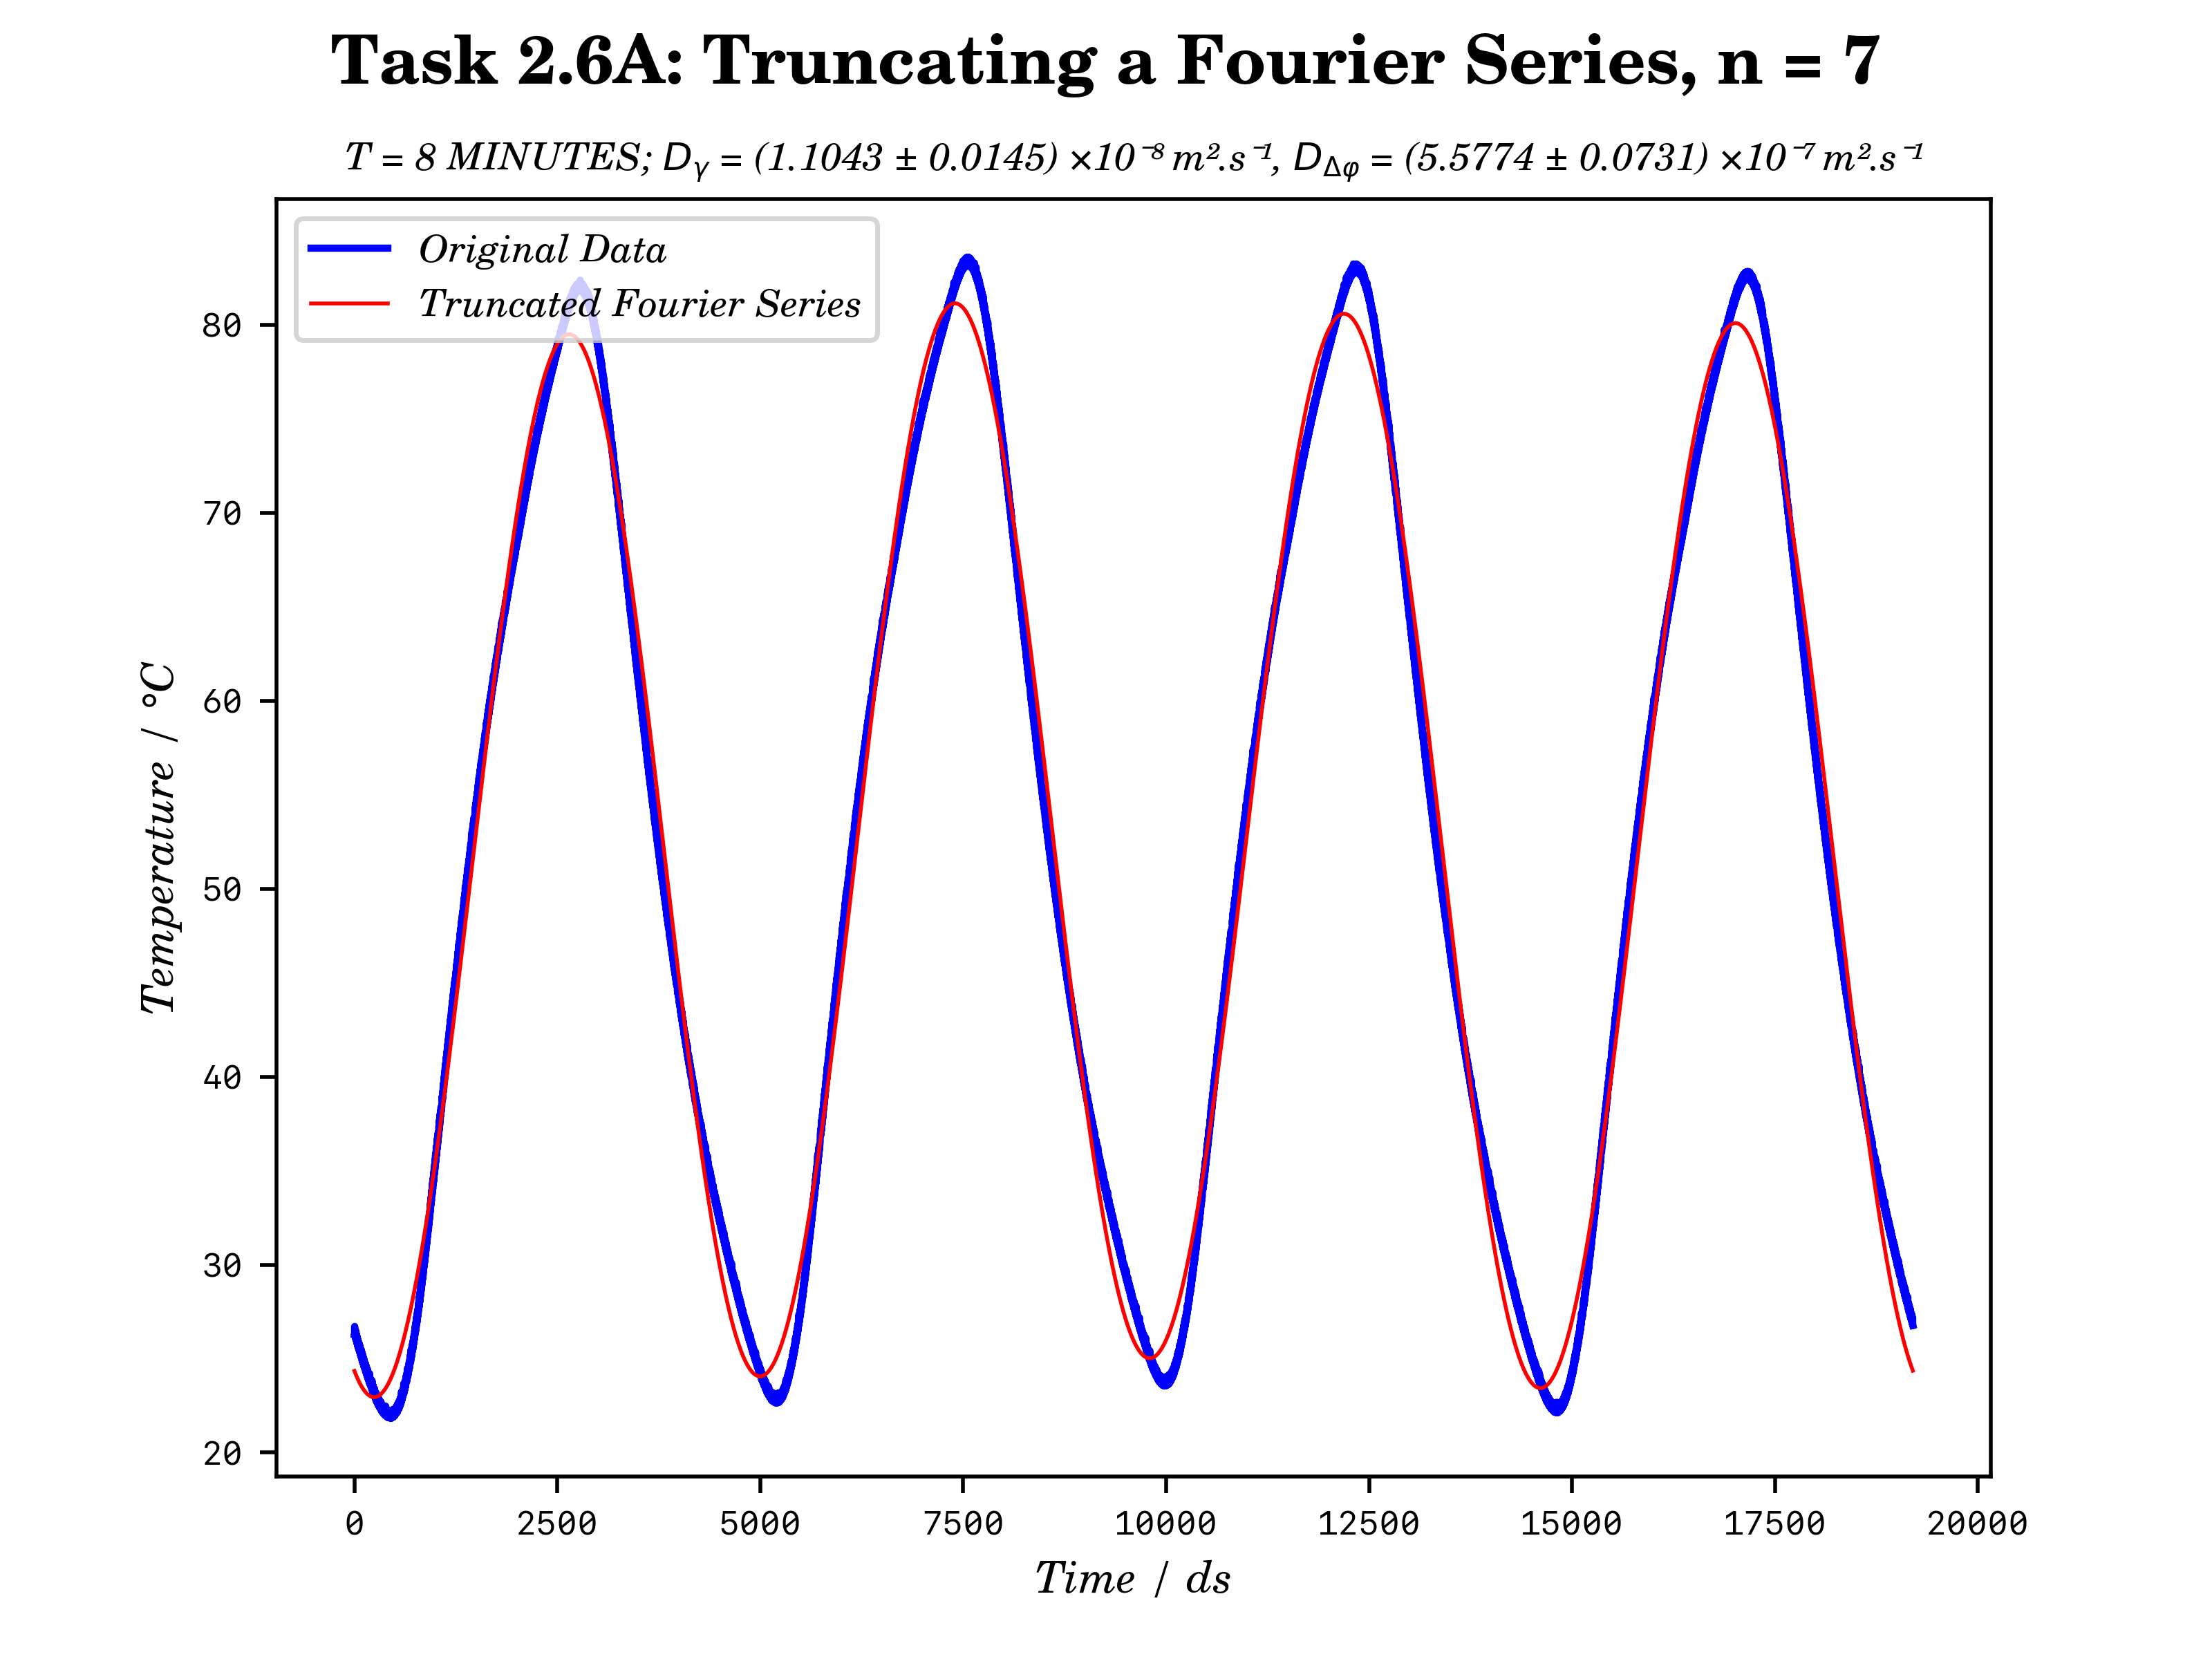 Task 2.6A: Truncating a Fourier Series, n = 7
T = 8 MINUTES; Dᵧ = (1.1043 ± 0.0145) ×10⁻⁸ m².s⁻¹, D_Δφ = (5.5774 ± 0.0731) ×10⁻⁷ m².s⁻¹
Original Data
Truncated Fourier Series
80
70
60
50
40
30
20
Temperature / °C
0 2500 5000 7500 10000 12500 15000 17500 20000
Time / ds